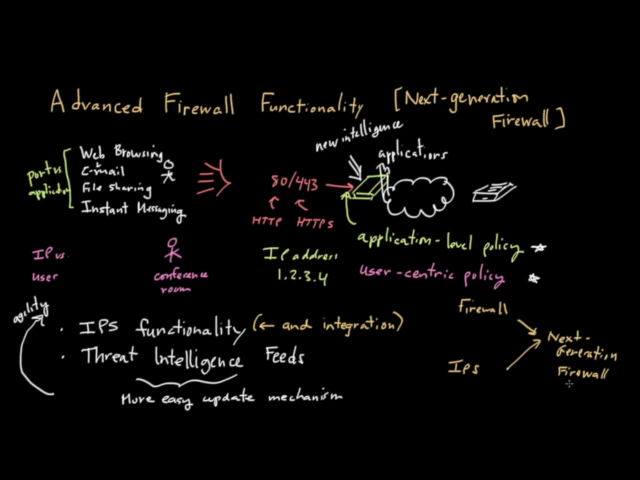 Advanced Firewall Functionality [Next-generation
Firewall]
new intelligence
applications
port vs
application
Web Browsing
E-mail
File sharing
Instant Messaging
80/443
HTTP HTTPS
application-level policy
IP vs.
user
conference
room
IP address
1.2.3.4
user-centric policy
agility
· IPS functionality (← and integration)
· Threat Intelligence Feeds
More easy update mechanism
Firewall
IPS
Next-
Generation
Firewall